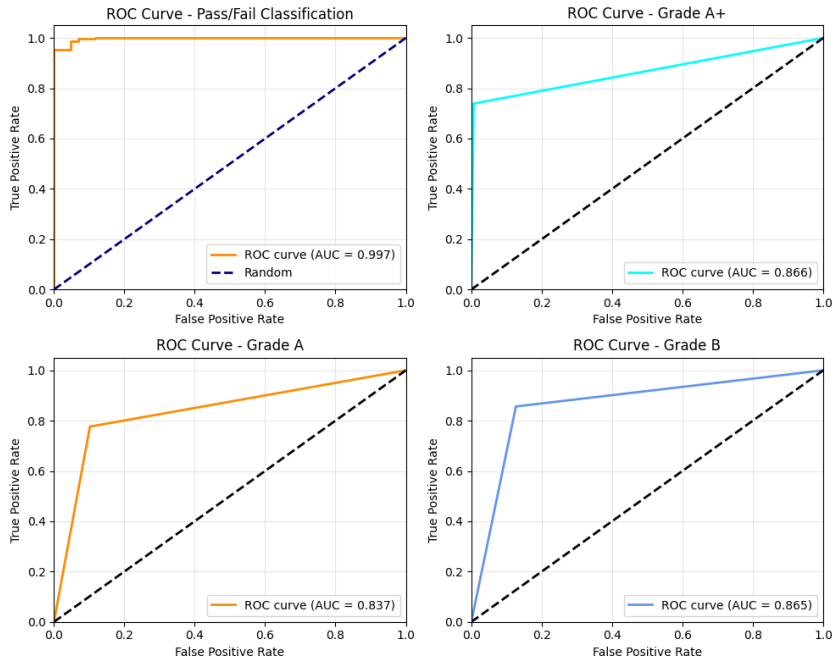 ROC Curve - Pass/Fail Classification
True Positive Rate
1.0
0.8
0.6
0.4
0.2
0.0
0.0 0.2 0.4 0.6 0.8 1.0
False Positive Rate
ROC curve (AUC = 0.997)
Random
ROC Curve - Grade A+
True Positive Rate
1.0
0.8
0.6
0.4
0.2
0.0
0.0 0.2 0.4 0.6 0.8 1.0
False Positive Rate
ROC curve (AUC = 0.866)
ROC Curve - Grade A
True Positive Rate
1.0
0.8
0.6
0.4
0.2
0.0
0.0 0.2 0.4 0.6 0.8 1.0
False Positive Rate
ROC curve (AUC = 0.837)
ROC Curve - Grade B
True Positive Rate
1.0
0.8
0.6
0.4
0.2
0.0
0.0 0.2 0.4 0.6 0.8 1.0
False Positive Rate
ROC curve (AUC = 0.865)